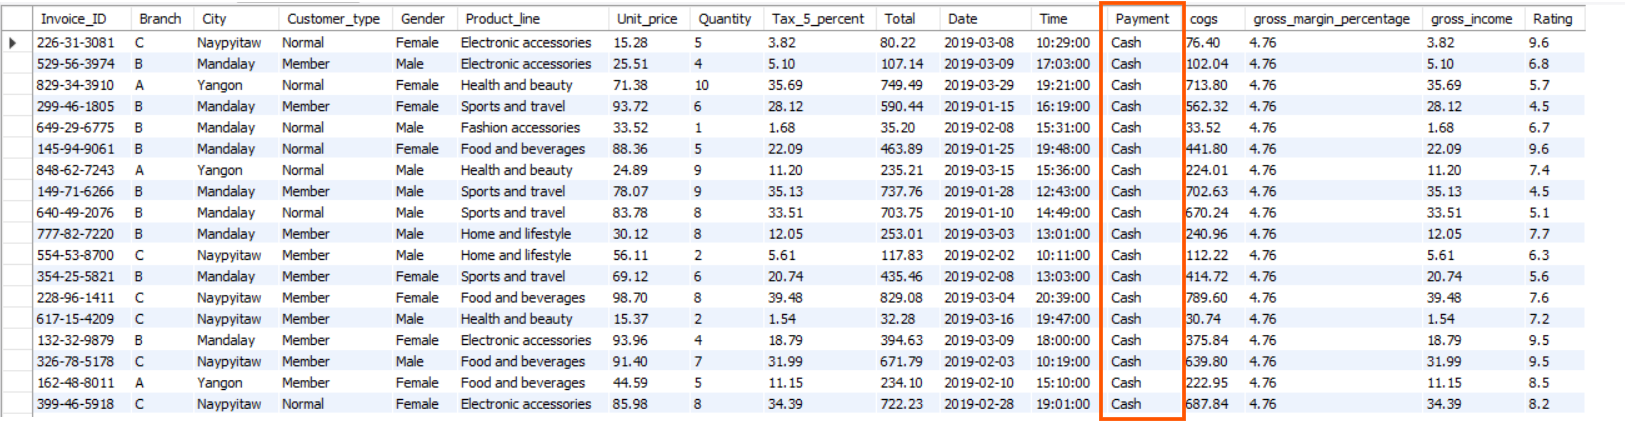 Invoice_ID Branch City Customer_type Gender Product_line Unit_price Quantity Tax_5_percent Total Date Time Payment cogs gross_margin_percentage gross_income Rating
226-31-3081 C Naypyitaw Normal Female Electronic accessories 15.28 5 3.82 80.22 2019-03-08 10:29:00 Cash 76.40 4.76 3.82 9.6
529-56-3974 B Mandalay Member Male Electronic accessories 25.51 4 5.10 107.14 2019-03-09 17:03:00 Cash 102.04 4.76 5.10 6.8
829-34-3910 A Yangon Normal Female Health and beauty 71.38 10 35.69 749.49 2019-03-29 19:21:00 Cash 713.80 4.76 35.69 5.7
299-46-1805 B Mandalay Member Female Sports and travel 93.72 6 28.12 590.44 2019-01-15 16:19:00 Cash 562.32 4.76 28.12 4.5
649-29-6775 B Mandalay Normal Male Fashion accessories 33.52 1 1.68 35.20 2019-02-08 15:31:00 Cash 33.52 4.76 1.68 6.7
145-94-9061 B Mandalay Normal Female Food and beverages 88.36 5 22.09 463.89 2019-01-25 19:48:00 Cash 441.80 4.76 22.09 9.6
848-62-7243 A Yangon Normal Male Health and beauty 24.89 9 11.20 235.21 2019-03-15 15:36:00 Cash 224.01 4.76 11.20 7.4
149-71-6266 B Mandalay Member Male Sports and travel 78.07 9 35.13 737.76 2019-01-28 12:43:00 Cash 702.63 4.76 35.13 4.5
640-49-2076 B Mandalay Normal Male Sports and travel 83.78 8 33.51 703.75 2019-01-10 14:49:00 Cash 670.24 4.76 33.51 5.1
777-82-7220 B Mandalay Member Male Home and lifestyle 30.12 8 12.05 253.01 2019-03-03 13:01:00 Cash 240.96 4.76 12.05 7.7
554-53-8700 C Naypyitaw Member Male Home and lifestyle 56.11 2 5.61 117.83 2019-02-02 10:11:00 Cash 112.22 4.76 5.61 6.3
354-25-5821 B Mandalay Member Female Sports and travel 69.12 6 20.74 435.46 2019-02-08 13:03:00 Cash 414.72 4.76 20.74 5.6
228-96-1411 C Naypyitaw Member Female Food and beverages 98.70 8 39.48 829.08 2019-03-04 20:39:00 Cash 789.60 4.76 39.48 7.6
617-15-4209 C Naypyitaw Member Male Health and beauty 15.37 2 1.54 32.28 2019-03-16 19:47:00 Cash 30.74 4.76 1.54 7.2
132-32-9879 B Mandalay Member Female Electronic accessories 93.96 4 18.79 394.63 2019-03-09 18:00:00 Cash 375.84 4.76 18.79 9.5
326-78-5178 C Naypyitaw Member Male Food and beverages 91.40 7 31.99 671.79 2019-02-03 10:19:00 Cash 639.80 4.76 31.99 9.5
162-48-8011 A Yangon Member Female Food and beverages 44.59 5 11.15 234.10 2019-02-10 15:10:00 Cash 222.95 4.76 11.15 8.5
399-46-5918 C Naypyitaw Normal Female Electronic accessories 85.98 8 34.39 722.23 2019-02-28 19:01:00 Cash 687.84 4.76 34.39 8.2